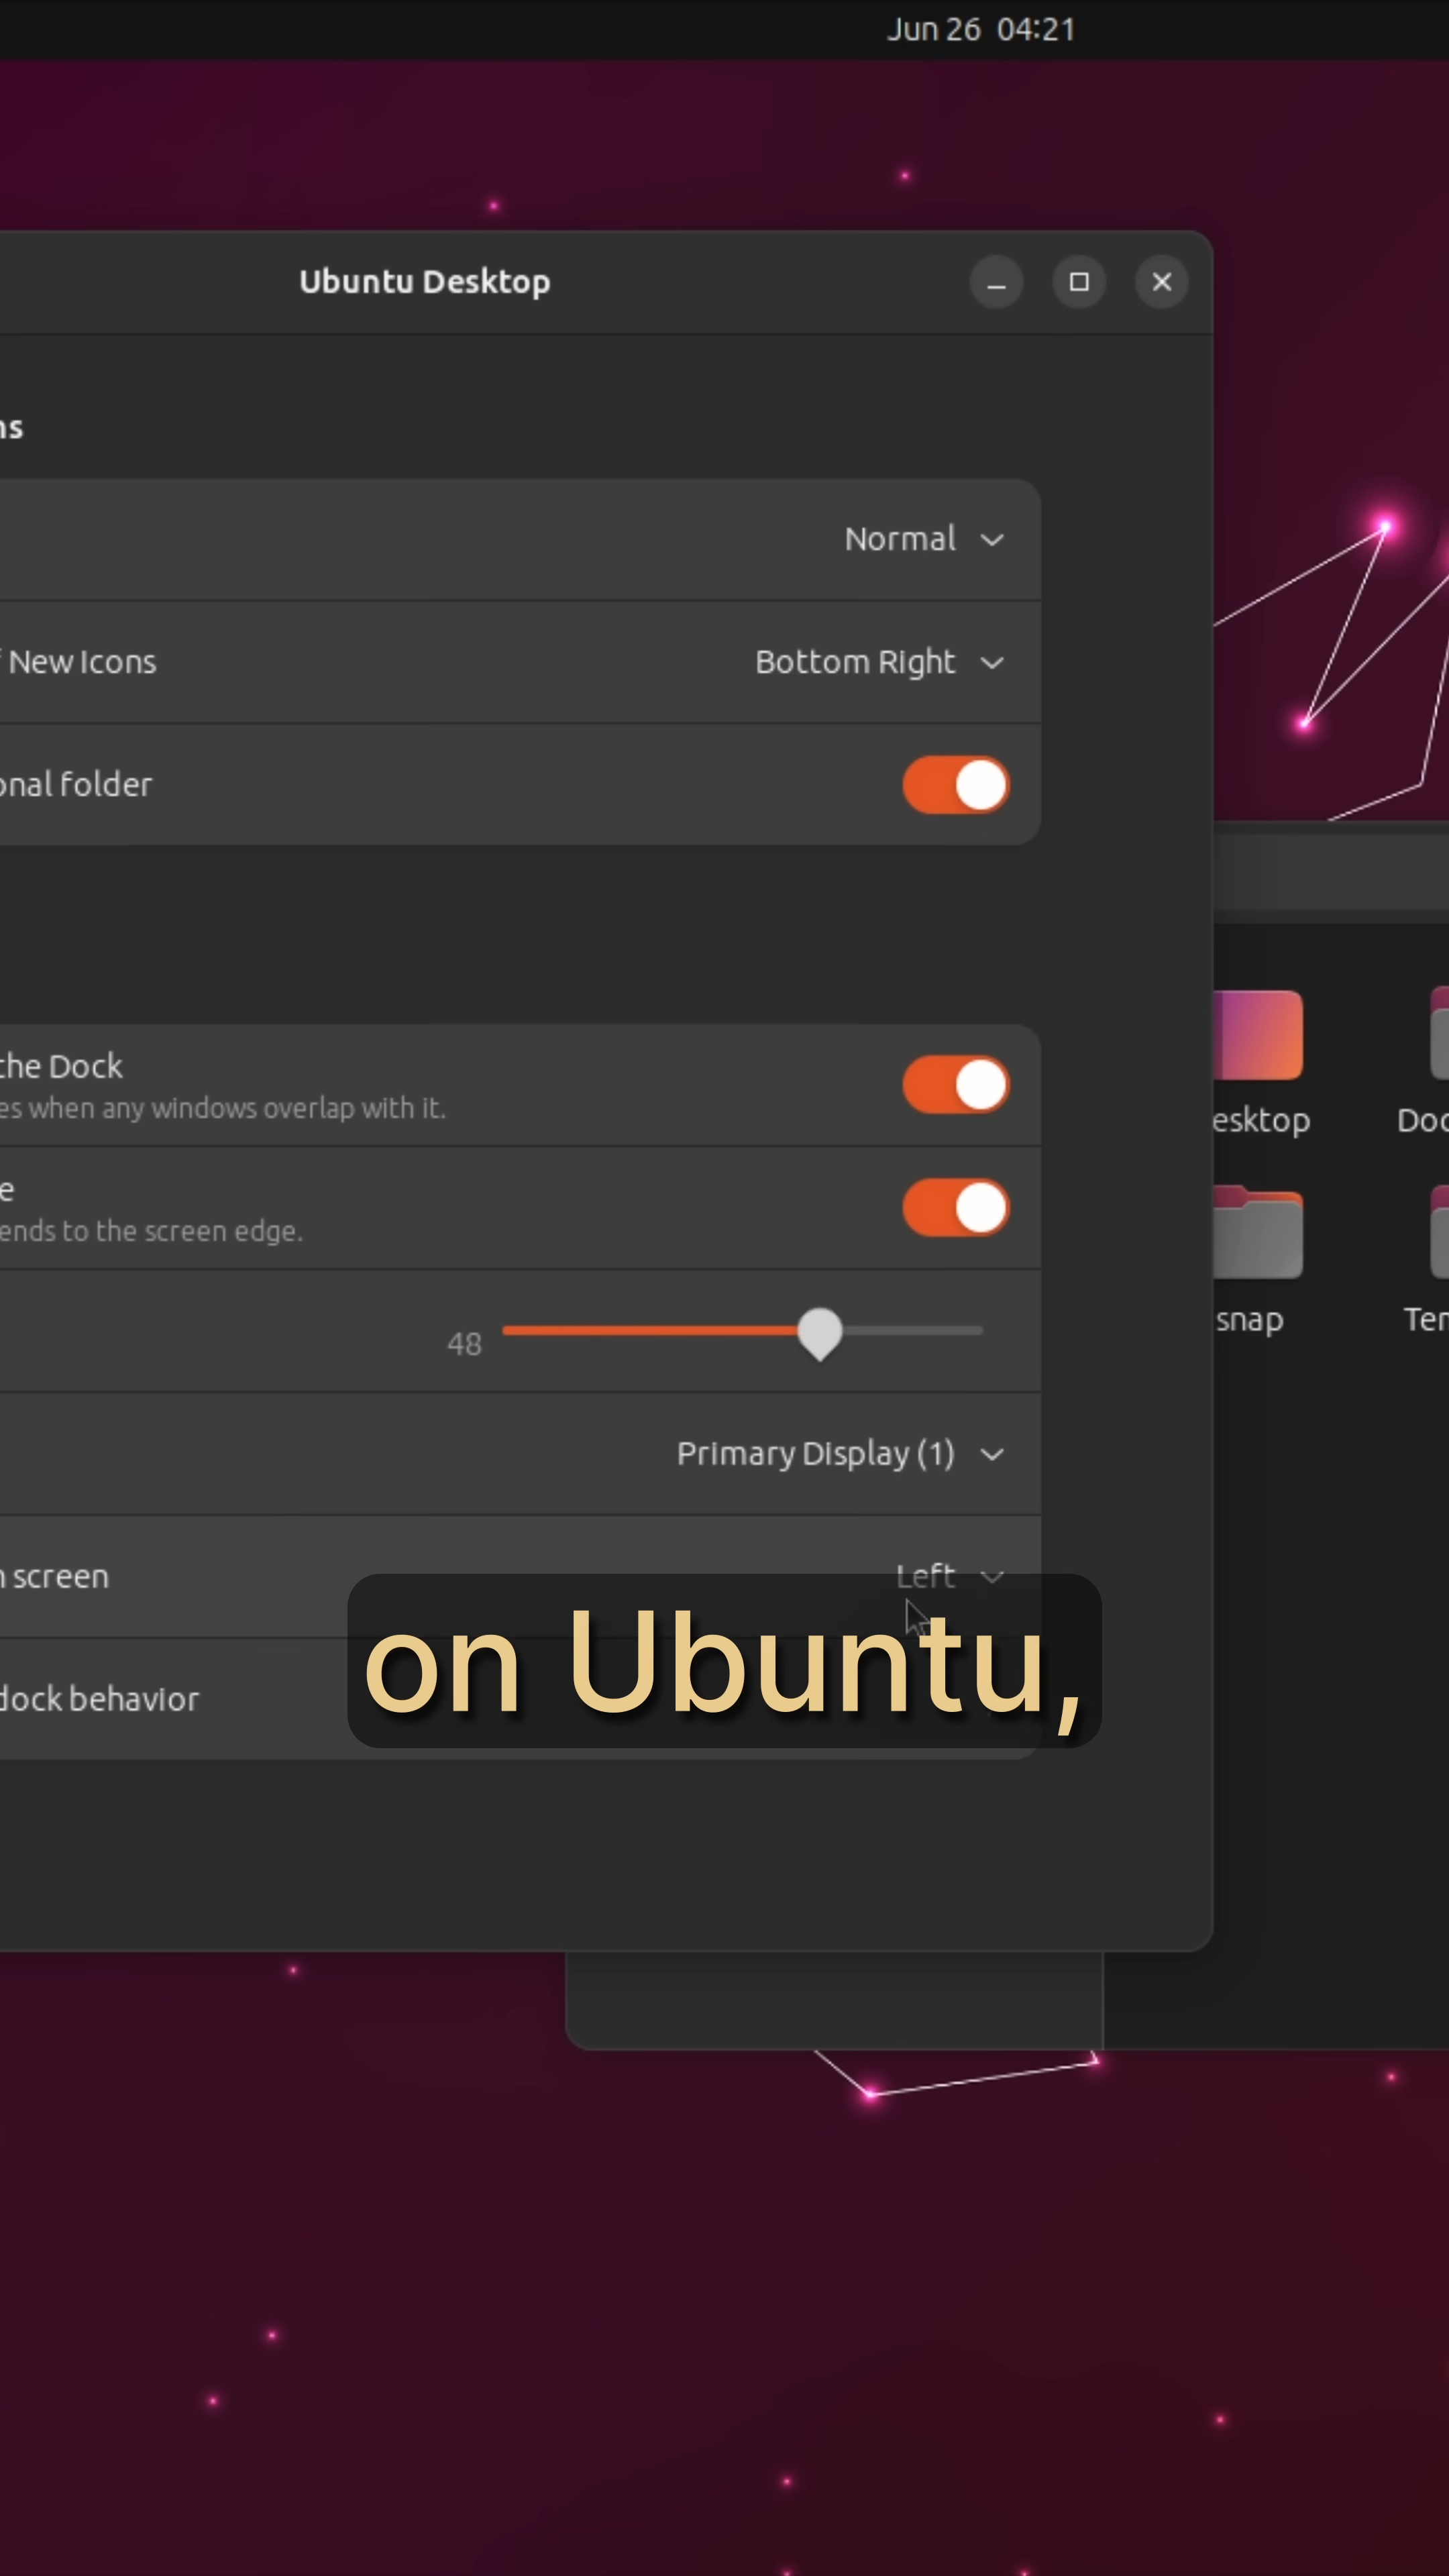 Jun 26 04:21
Ubuntu Desktop
ns
Normal
New Icons
Bottom Right
onal folder
the Dock
es when any windows overlap with it.
e
ends to the screen edge.
48
Primary Display (1)
n screen
Left
dock behavior
on Ubuntu,
esktop
Doc
snap
Ter